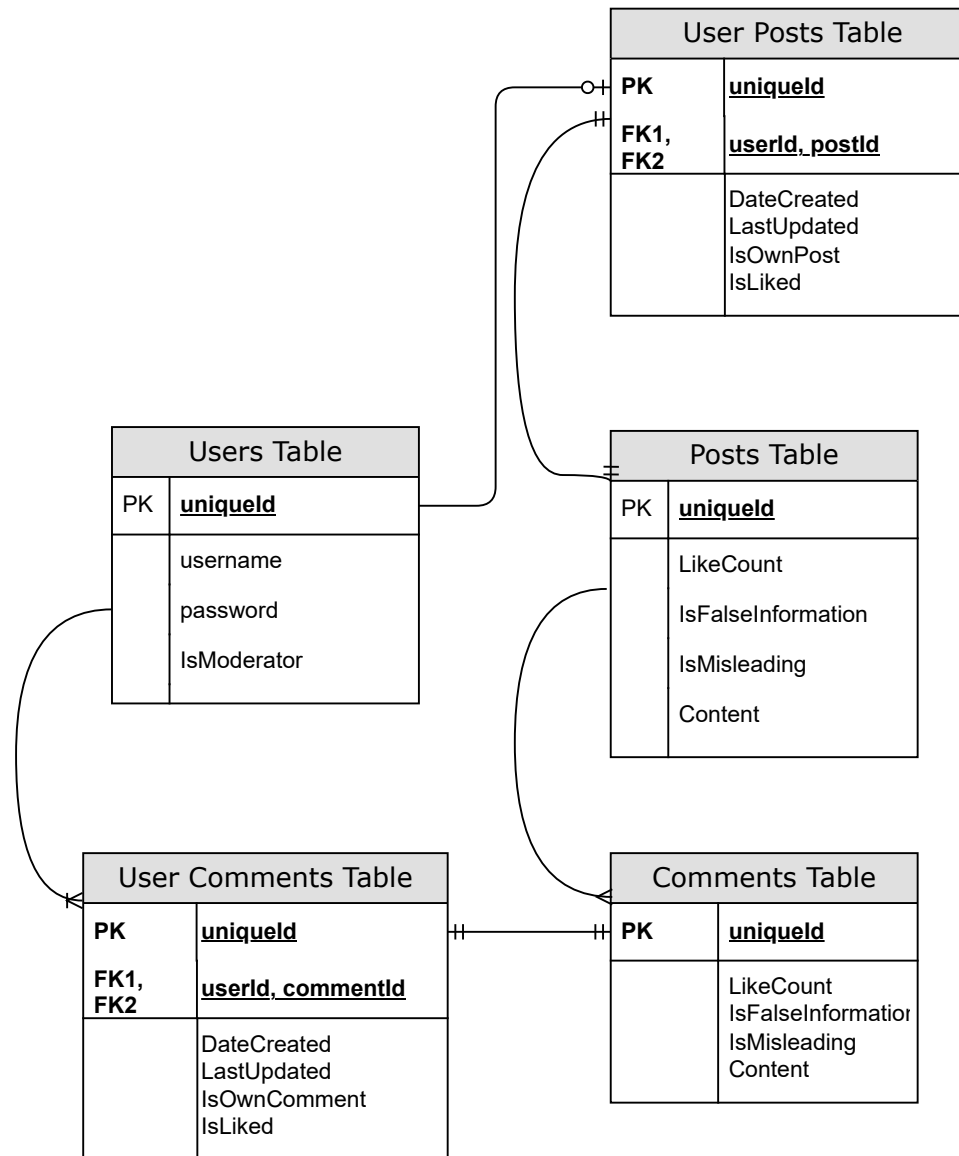 User Posts Table
PK uniqueId
FK1, FK2 userId, postId
DateCreated
LastUpdated
IsOwnPost
IsLiked
Users Table
PK uniqueId
username
password
IsModerator
Posts Table
PK uniqueId
LikeCount
IsFalseInformation
IsMisleading
Content
User Comments Table
PK uniqueId
FK1, FK2 userId, commentId
DateCreated
LastUpdated
IsOwnComment
IsLiked
Comments Table
PK uniqueId
LikeCount
IsFalseInformation
IsMisleading
Content